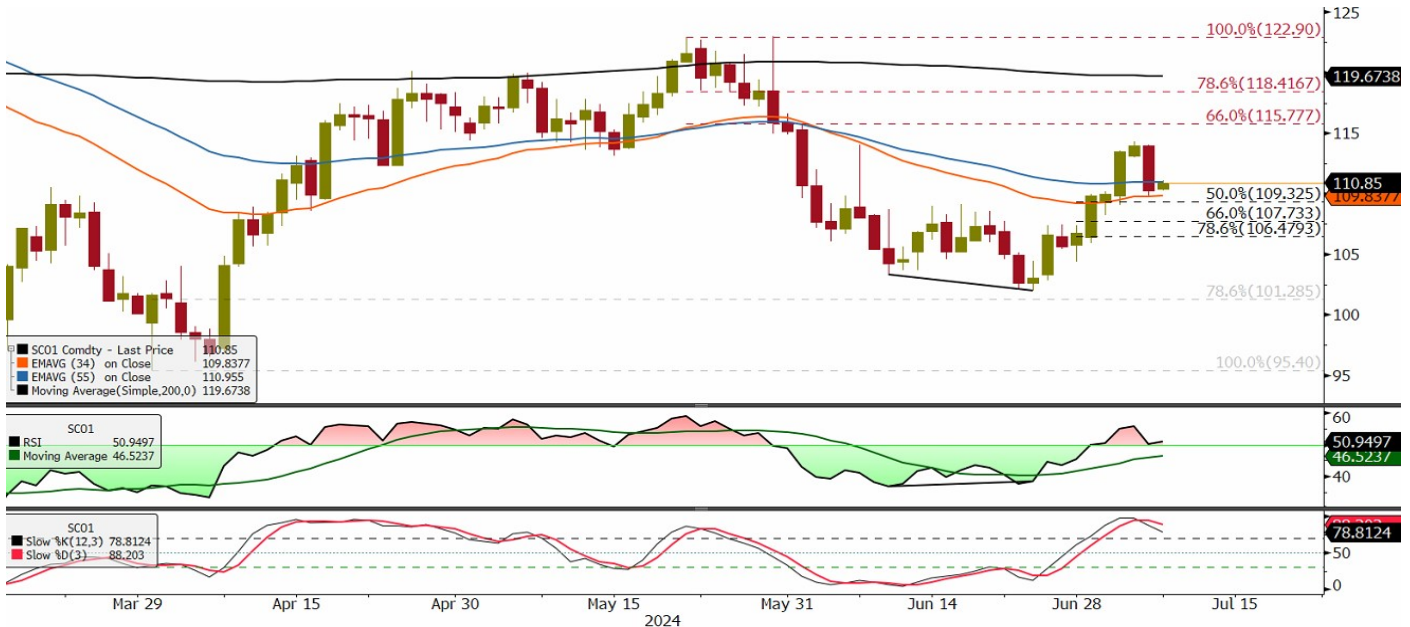 125
100.0%(122.90)
119.6738
78.6%(118.4167)
66.0%(115.777)
115
110.85
50.0%(109.325)
109.8377
66.0%(107.733)
78.6%(106.4793)
105
78.6%(101.285)
100
SC01 Comdty - Last Price 110.85
EMAVG (34) on Close 109.8377
EMAVG (55) on Close 110.955
Moving Average(Simple,200,0) 119.6738
100.0%(95.40)
95
SC01
RSI 50.9497
Moving Average 46.5237
60
50.9497
46.5237
40
SC01
Slow %K(12,3) 78.8124
Slow %D(3) 88.203
78.8124
50
0
Mar 29 Apr 15 Apr 30 May 15 May 31 Jun 14 Jun 28 Jul 15
2024